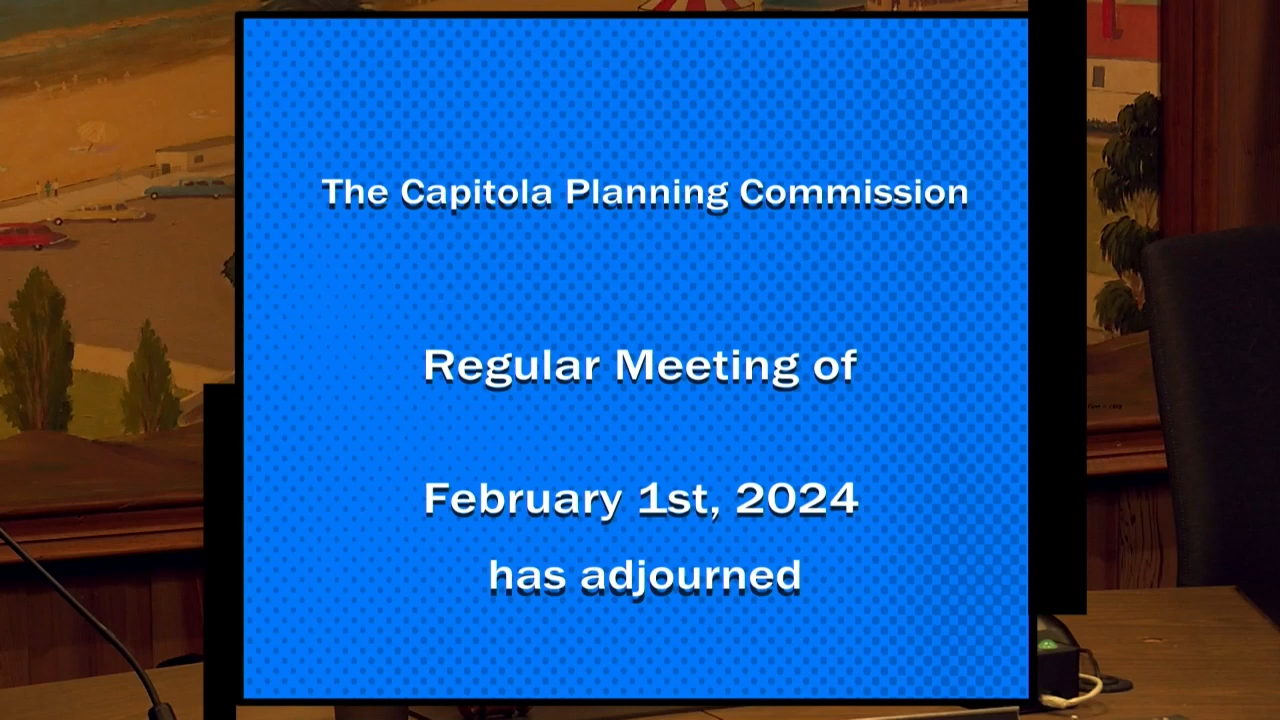 The Capitola Planning Commission
Regular Meeting of
February 1st, 2024
has adjourned